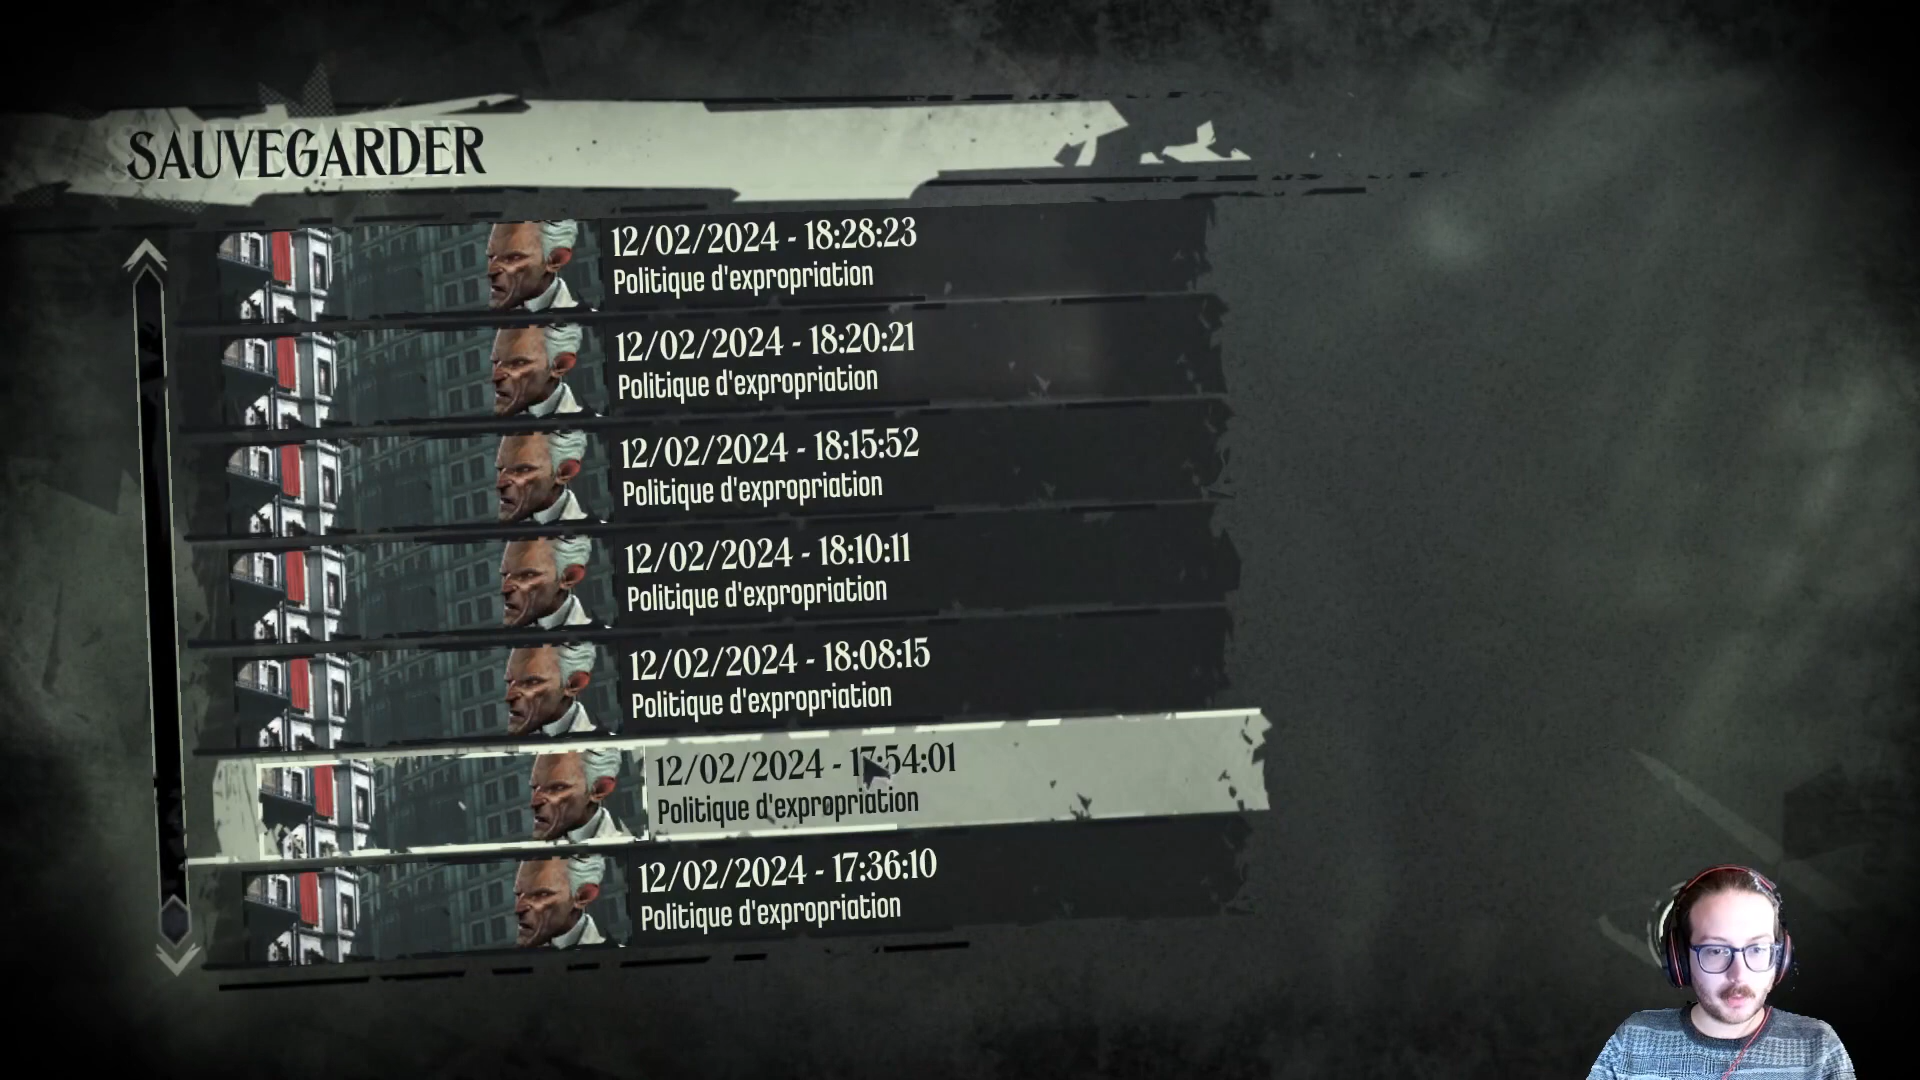 SAUVEGARDER
12/02/2024 - 18:28:23
Politique d'expropriation
12/02/2024 - 18:20:21
Politique d'expropriation
12/02/2024 - 18:15:52
Politique d'expropriation
12/02/2024 - 18:10:11
Politique d'expropriation
12/02/2024 - 18:08:15
Politique d'expropriation
12/02/2024 - 17:54:01
Politique d'expropriation
12/02/2024 - 17:36:10
Politique d'expropriation